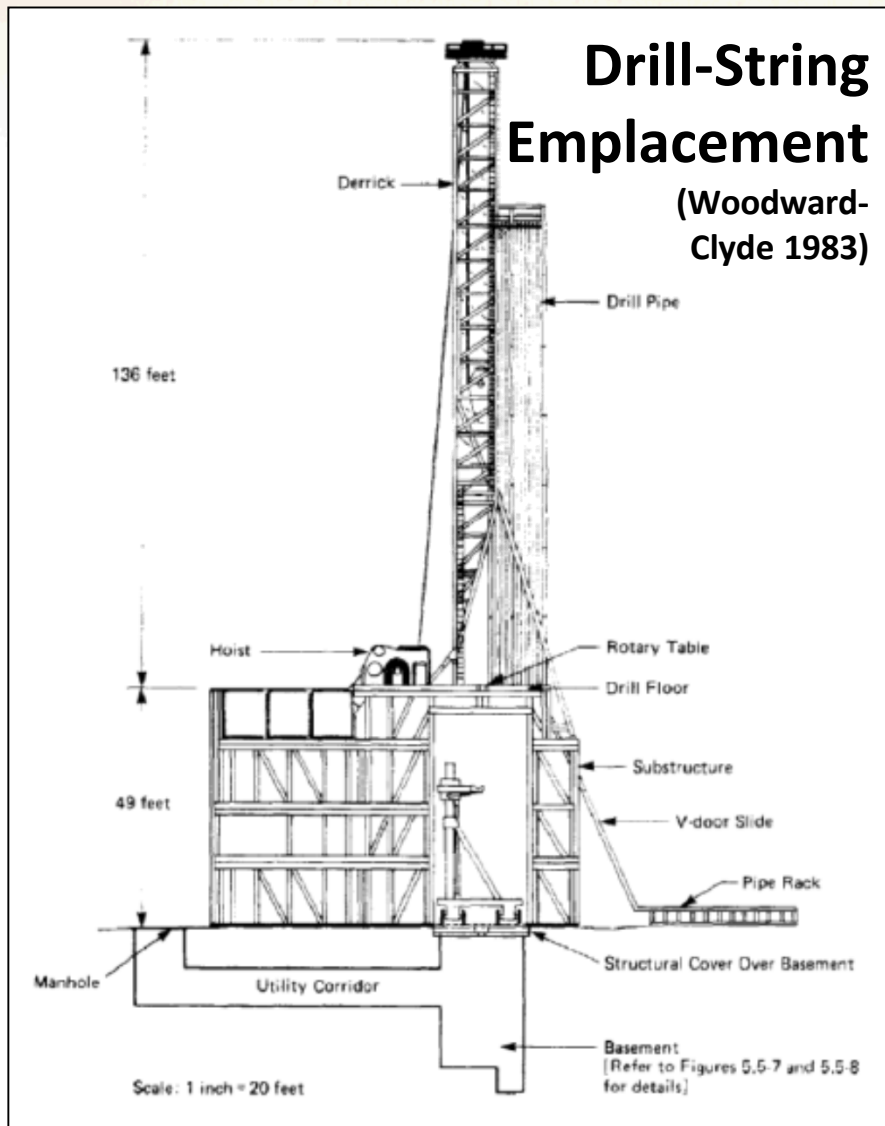 Drill-String
Emplacement
(Woodward-
Clyde 1983)
Derrick
Drill Pipe
136 feet
Hoist
Rotary Table
Drill Floor
Substructure
49 feet
V-door Slide
Pipe Rack
Structural Cover Over Basement
Manhole
Utility Corridor
Basement
[Refer to Figures 5.5-7 and 5.5-8
for details]
Scale: 1 inch = 20 feet